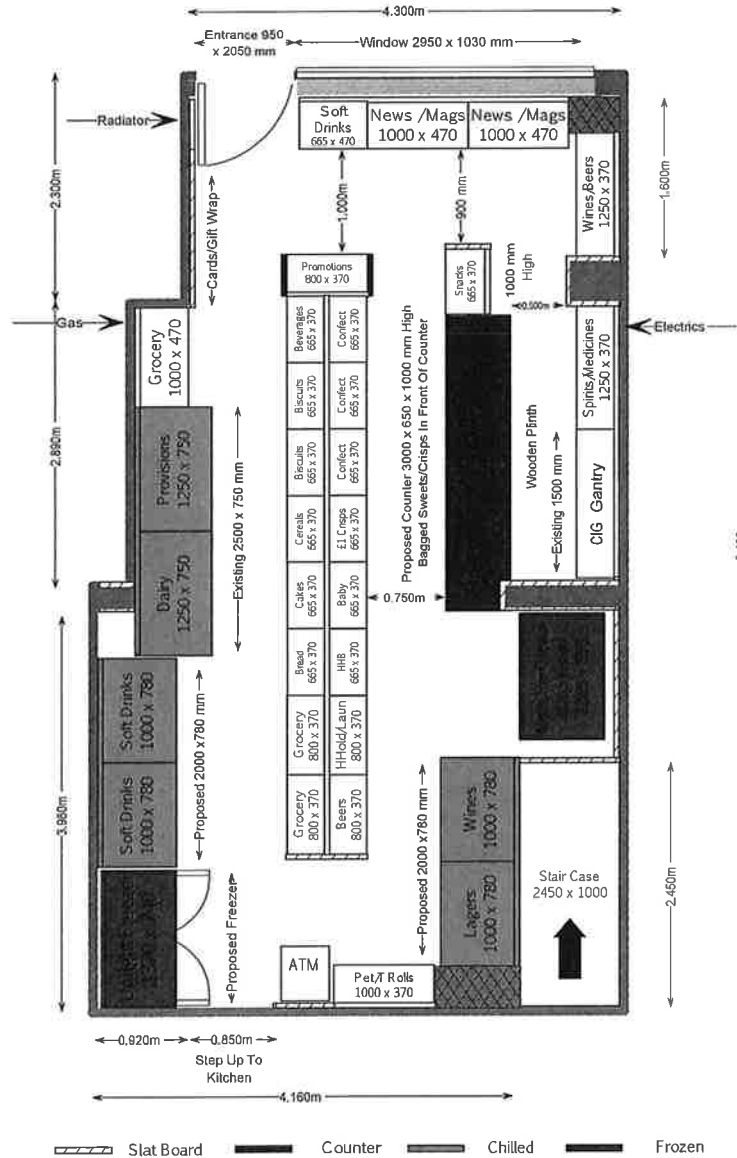 4.300m
Entrance 950
x 2050 mm
Window 2950 x 1030 mm
Radiator
Soft
Drinks
665 x 470
News /Mags
1000 x 470
News /Mags
1000 x 470
2.300m
Cards/Gift Wrap
1.000m
900 mm
Wines/Beers
1250 x 370
1.600m
Promotions
800 x 370
Snacks
665 x 370
1000 mm
High
0.500m
Gas
Electrics
Grocery
1000 x 470
Beverages
665 x 370
Confect
665 x 370
Biscuits
665 x 370
Confect
665 x 370
Biscuits
665 x 370
Confect
665 x 370
Cereals
665 x 370
£1 Crisps
665 x 370
Cakes
665 x 370
Baby
665 x 370
Bread
665 x 370
HHB
665 x 370
Grocery
800 x 370
HHold/Laun
800 x 370
Grocery
800 x 370
Beers
800 x 370
Proposed Counter 3000 x 650 x 1000 mm High
Bagged Sweets/Crisps In Front Of Counter
Spirits/Medicines
1250 x 370
Wooden Plinth
Existing 1500 mm
CIG Gantry
2.890m
Provisions
1250 x 750
Dairy
1250 x 750
Existing 2500 x 750 mm
0.750m
Soft Drinks
1000 x 780
Soft Drinks
1000 x 780
Proposed 2000 x780 mm
3.960m
Proposed 2000 x780 mm
Wines
1000 x 780
Lagers
1000 x 780
Stair Case
2450 x 1000
2.450m
Proposed Freezer
ATM
Pet/T Rolls
1000 x 370
0.920m
0.850m
Step Up To
Kitchen
4.160m
Slat Board
Counter
Chilled
Frozen